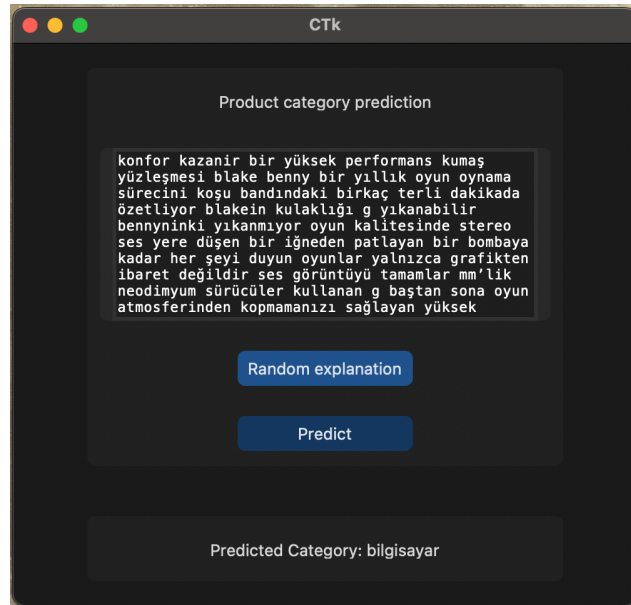 CTk
Product category prediction
konfor kazanir bir yüksek performans kumaş
yüzleşmesi blake benny bir yıllık oyun oynama
sürecini koşu bandındaki birkaç terli dakikada
özetliyor blakein kulaklığı g yıkanabilir
bennyninki yıkanmıyor oyun kalitesinde stereo
ses yere düşen bir iğneden patlayan bir bombaya
kadar her şeyi duyun oyunlar yalnızca grafikten
ibaret değildir ses görüntüyü tamamlar mm’lik
neodimyum sürücüler kullanan g baştan sona oyun
atmosferinden kopmamanızı sağlayan yüksek
Random explanation
Predict
Predicted Category: bilgisayar